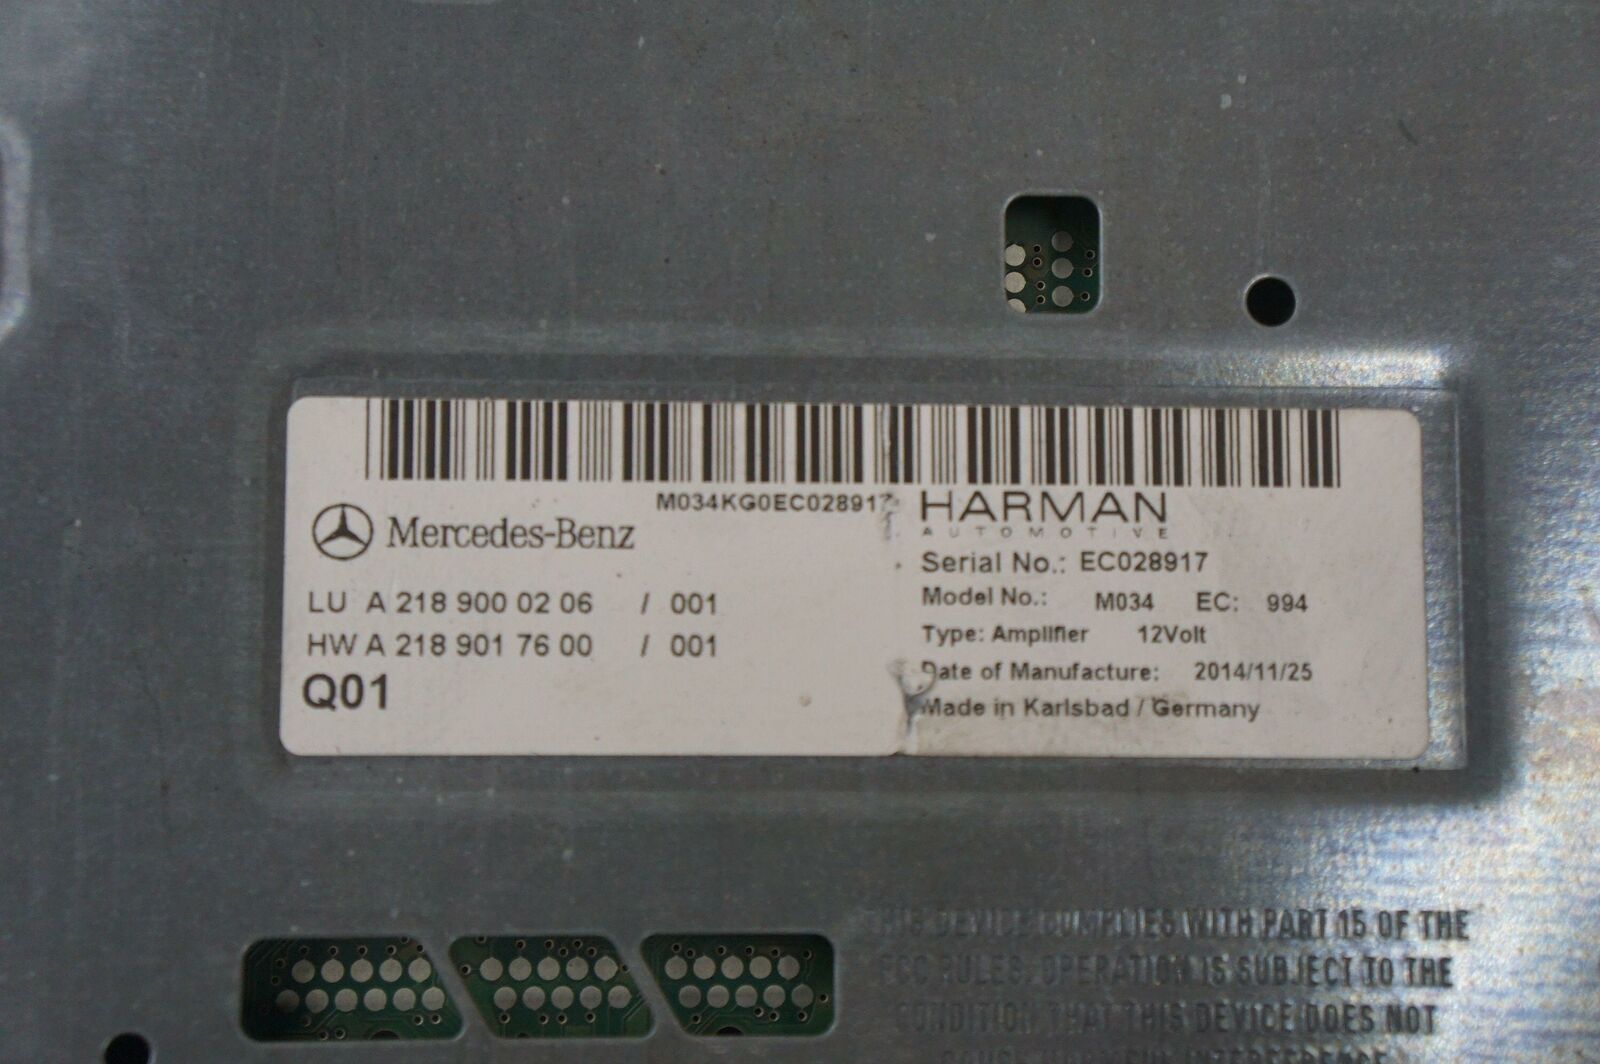 M034KG0EC028917
Mercedes-Benz
LU A 218 900 02 06 / 001
HW A 218 901 76 00 / 001
Q01
HARMAN
AUTOMOTIVE
Serial No.: EC028917
Model No.: M034 EC: 994
Type: Amplifier 12Volt
Date of Manufacture: 2014/11/25
Made in Karlsbad / Germany
THIS DEVICE COMPLIES WITH PART 15 OF THE
FCC RULES. OPERATION IS SUBJECT TO THE
CONDITION THAT THIS DEVICE DOES NOT
CAUSE HARMFUL INTERFERENCE